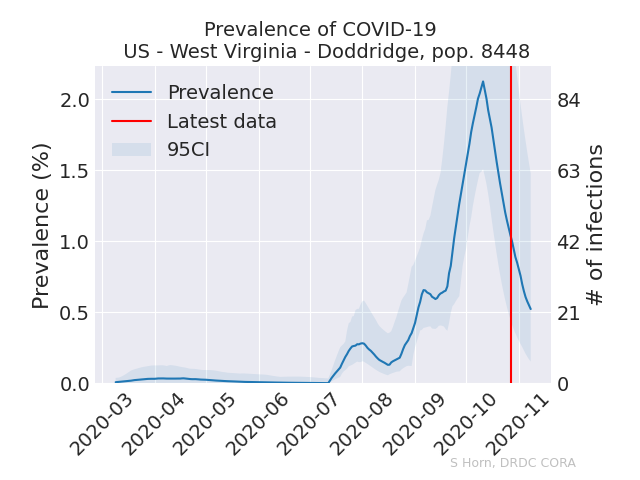 Prevalence of COVID-19
US - West Virginia - Doddridge, pop. 8448
Prevalence
Latest data
95CI
Prevalence (%)
2.0
1.5
1.0
0.5
0.0
# of infections
84
63
42
21
0
2020-03
2020-04
2020-05
2020-06
2020-07
2020-08
2020-09
2020-10
2020-11
S Horn, DRDC CORA